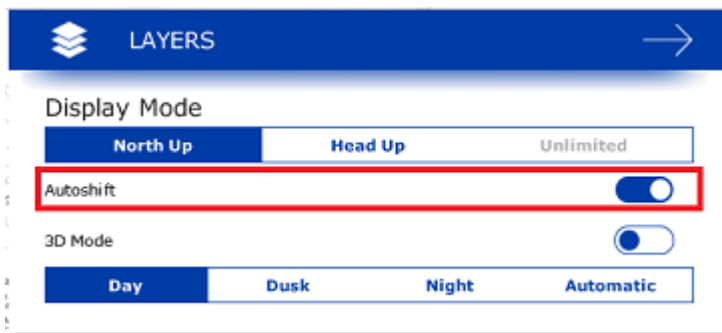 LAYERS
Display Mode
North Up Head Up Unlimited
Autoshift
3D Mode
Day Dusk Night Automatic